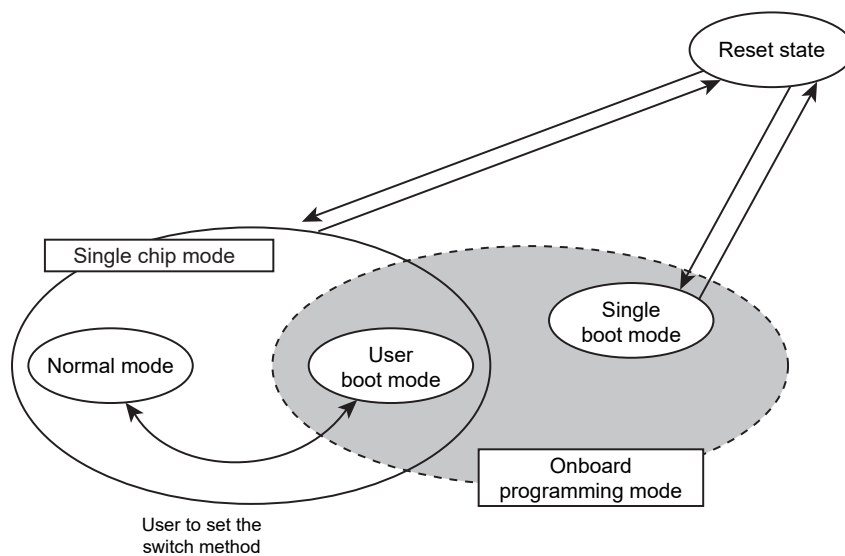 Reset state
Single chip mode
Single
boot mode
Normal mode
User
boot mode
Onboard
programming mode
User to set the
switch method